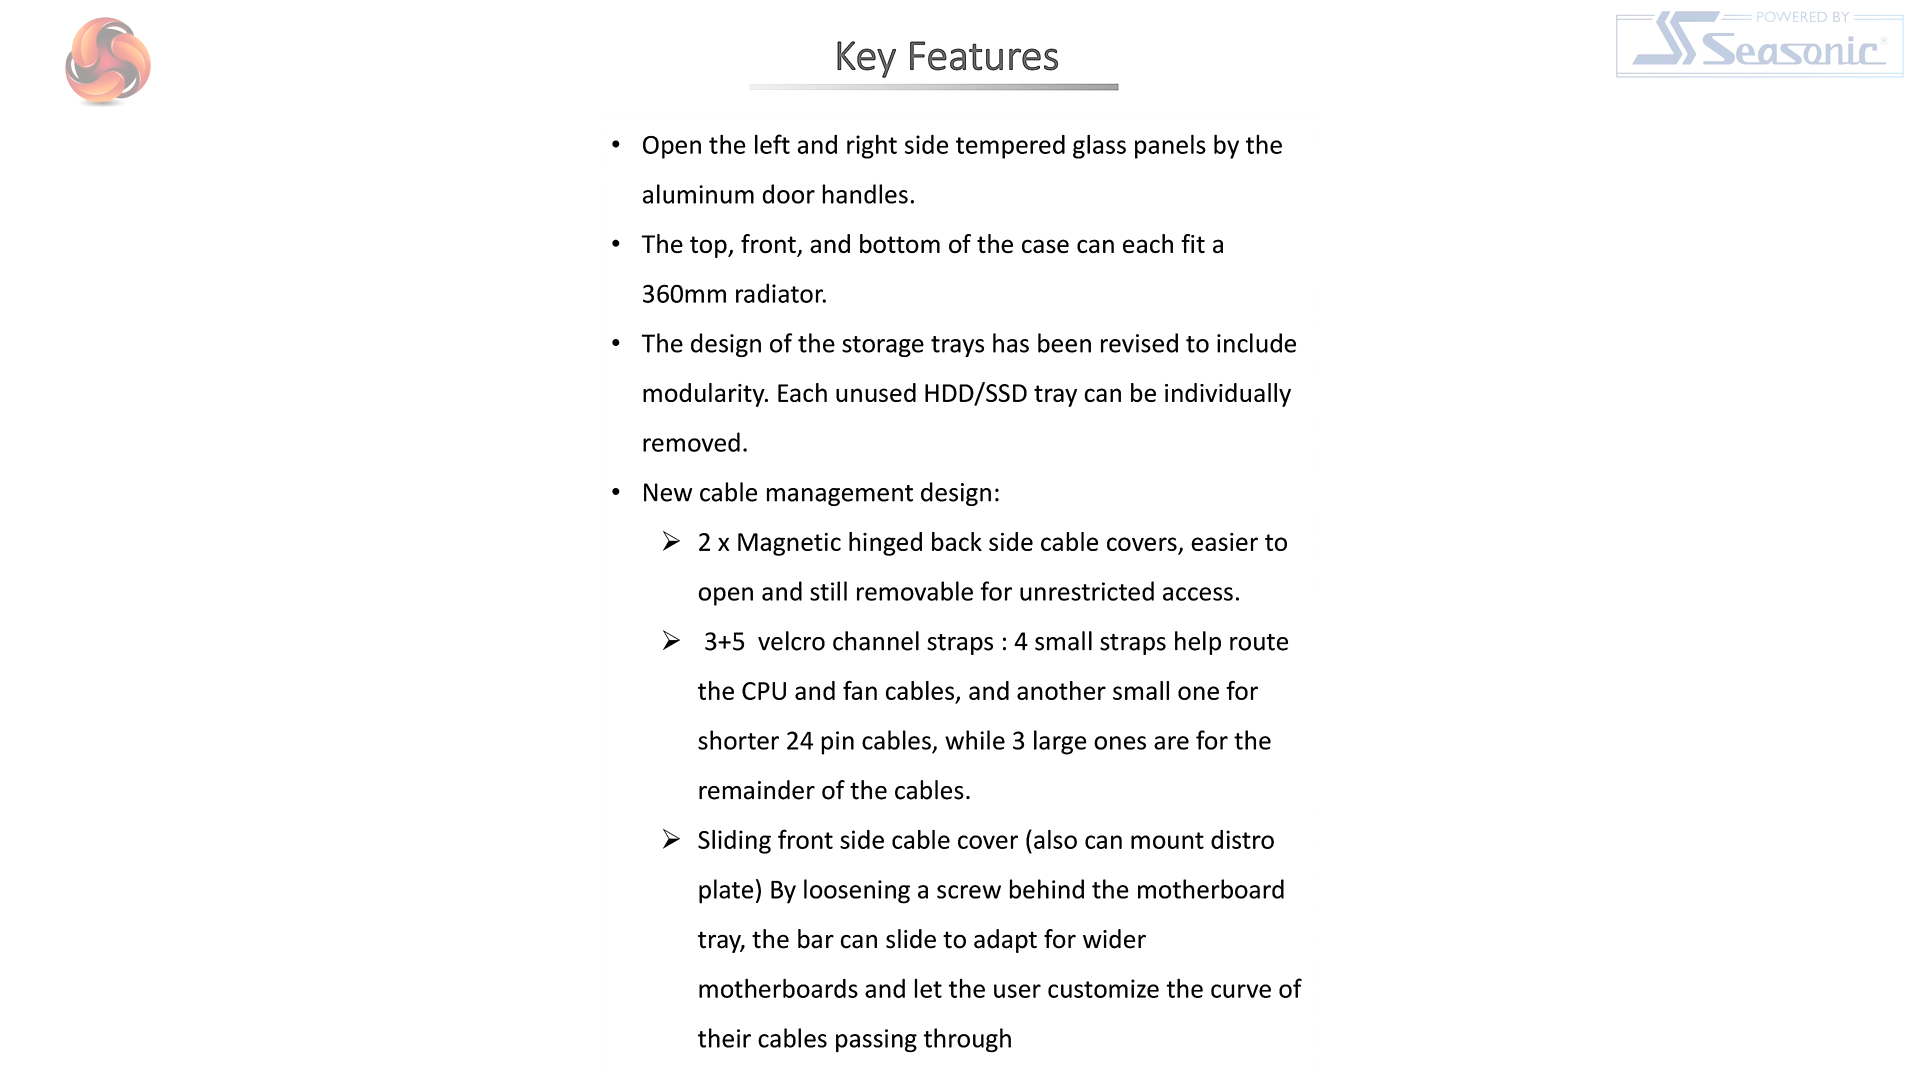 POWERED BY
Seasonic®
Key Features
• Open the left and right side tempered glass panels by the
aluminum door handles.
• The top, front, and bottom of the case can each fit a
360mm radiator.
• The design of the storage trays has been revised to include
modularity. Each unused HDD/SSD tray can be individually
removed.
• New cable management design:
➢ 2 x Magnetic hinged back side cable covers, easier to
open and still removable for unrestricted access.
➢ 3+5  velcro channel straps : 4 small straps help route
the CPU and fan cables, and another small one for
shorter 24 pin cables, while 3 large ones are for the
remainder of the cables.
➢ Sliding front side cable cover (also can mount distro
plate) By loosening a screw behind the motherboard
tray, the bar can slide to adapt for wider
motherboards and let the user customize the curve of
their cables passing through